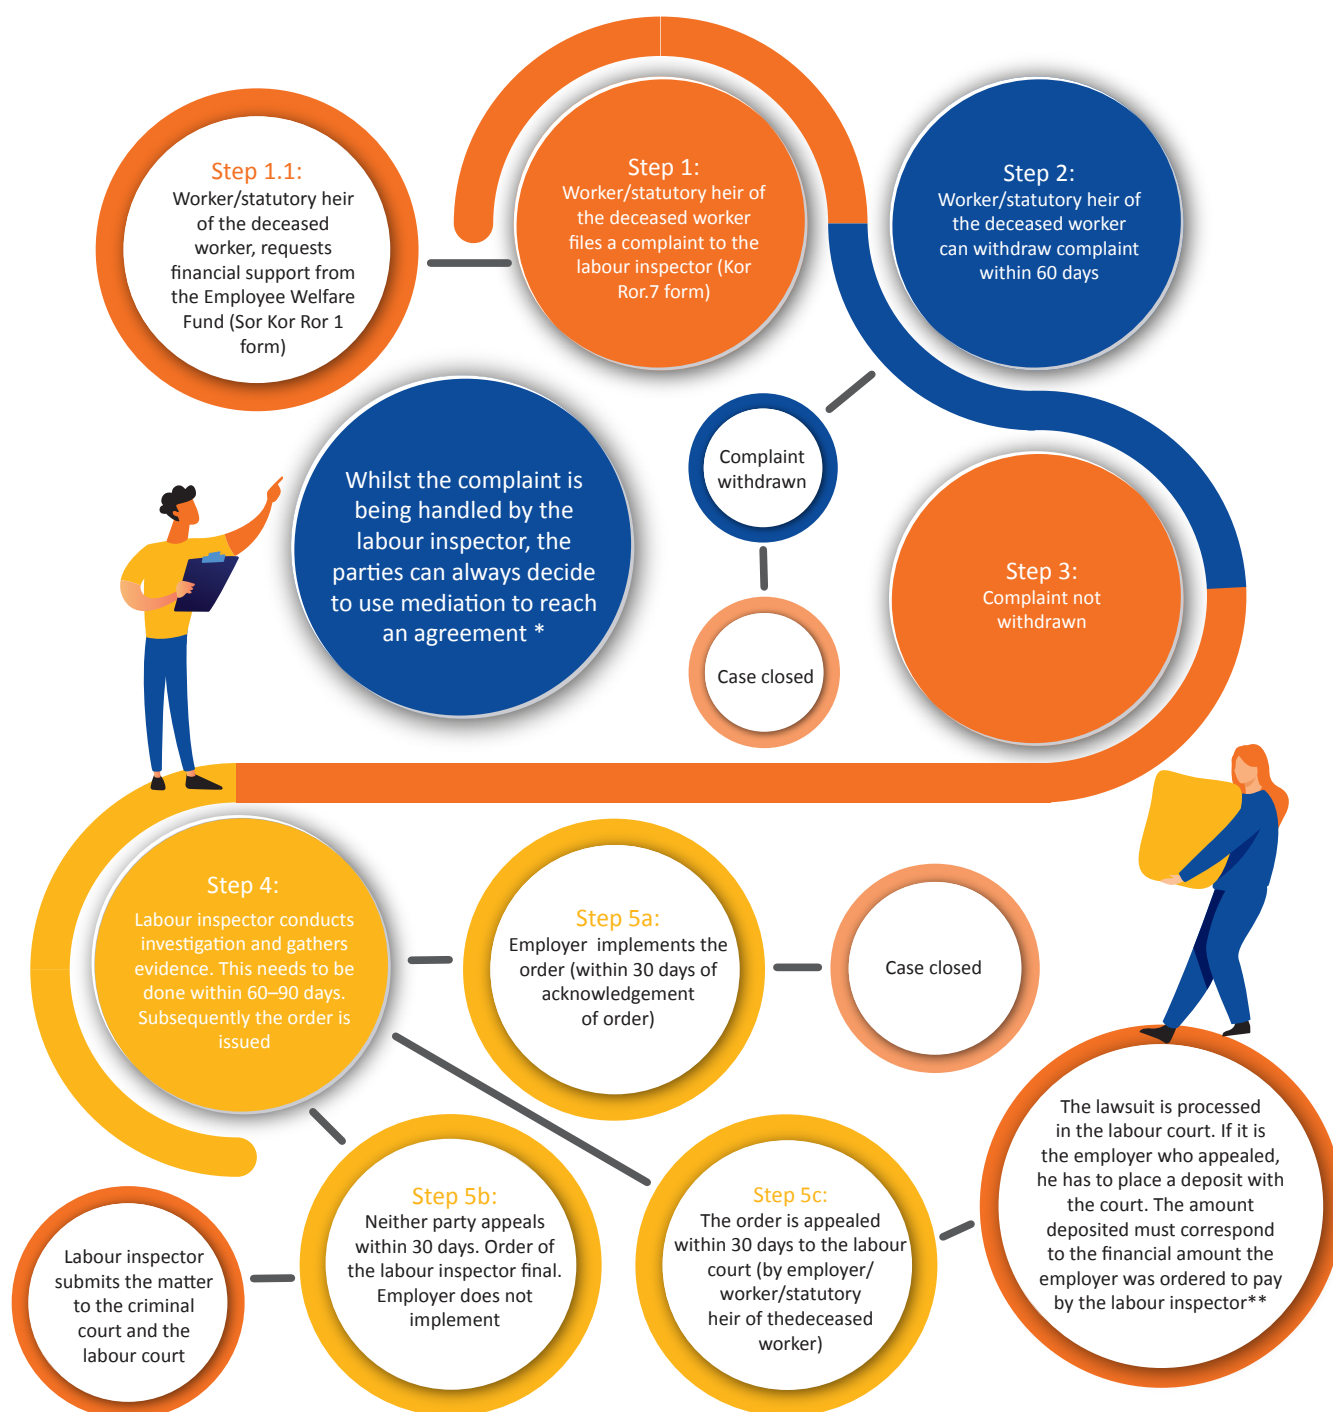 Step 1.1:
Worker/statutory heir
of the deceased
worker, requests
financial support from
the Employee Welfare
Fund (Sor Kor Ror 1
form)
Step 1:
Worker/statutory heir of
the deceased worker
files a complaint to the
labour inspector (Kor
Ror.7 form)
Step 2:
Worker/statutory heir of
the deceased worker
can withdraw complaint
within 60 days
Complaint
withdrawn
Case closed
Whilst the complaint is
being handled by the
labour inspector, the
parties can always decide
to use mediation to reach
an agreement *
Step 3:
Complaint not
withdrawn
Step 4:
Labour inspector conducts
investigation and gathers
evidence. This needs to be
done within 60–90 days.
Subsequently the order is
issued
Step 5a:
Employer implements the
order (within 30 days of
acknowledgement
of order)
Case closed
Step 5b:
Neither party appeals
within 30 days. Order of
the labour inspector final.
Employer does not
implement
Labour inspector
submits the matter
to the criminal
court and the
labour court
Step 5c:
The order is appealed
within 30 days to the labour
court (by employer/
worker/statutory
heir of thedeceased
worker)
The lawsuit is processed
in the labour court. If it is
the employer who appealed,
he has to place a deposit with
the court. The amount
deposited must correspond
to the financial amount the
employer was ordered to pay
by the labour inspector**